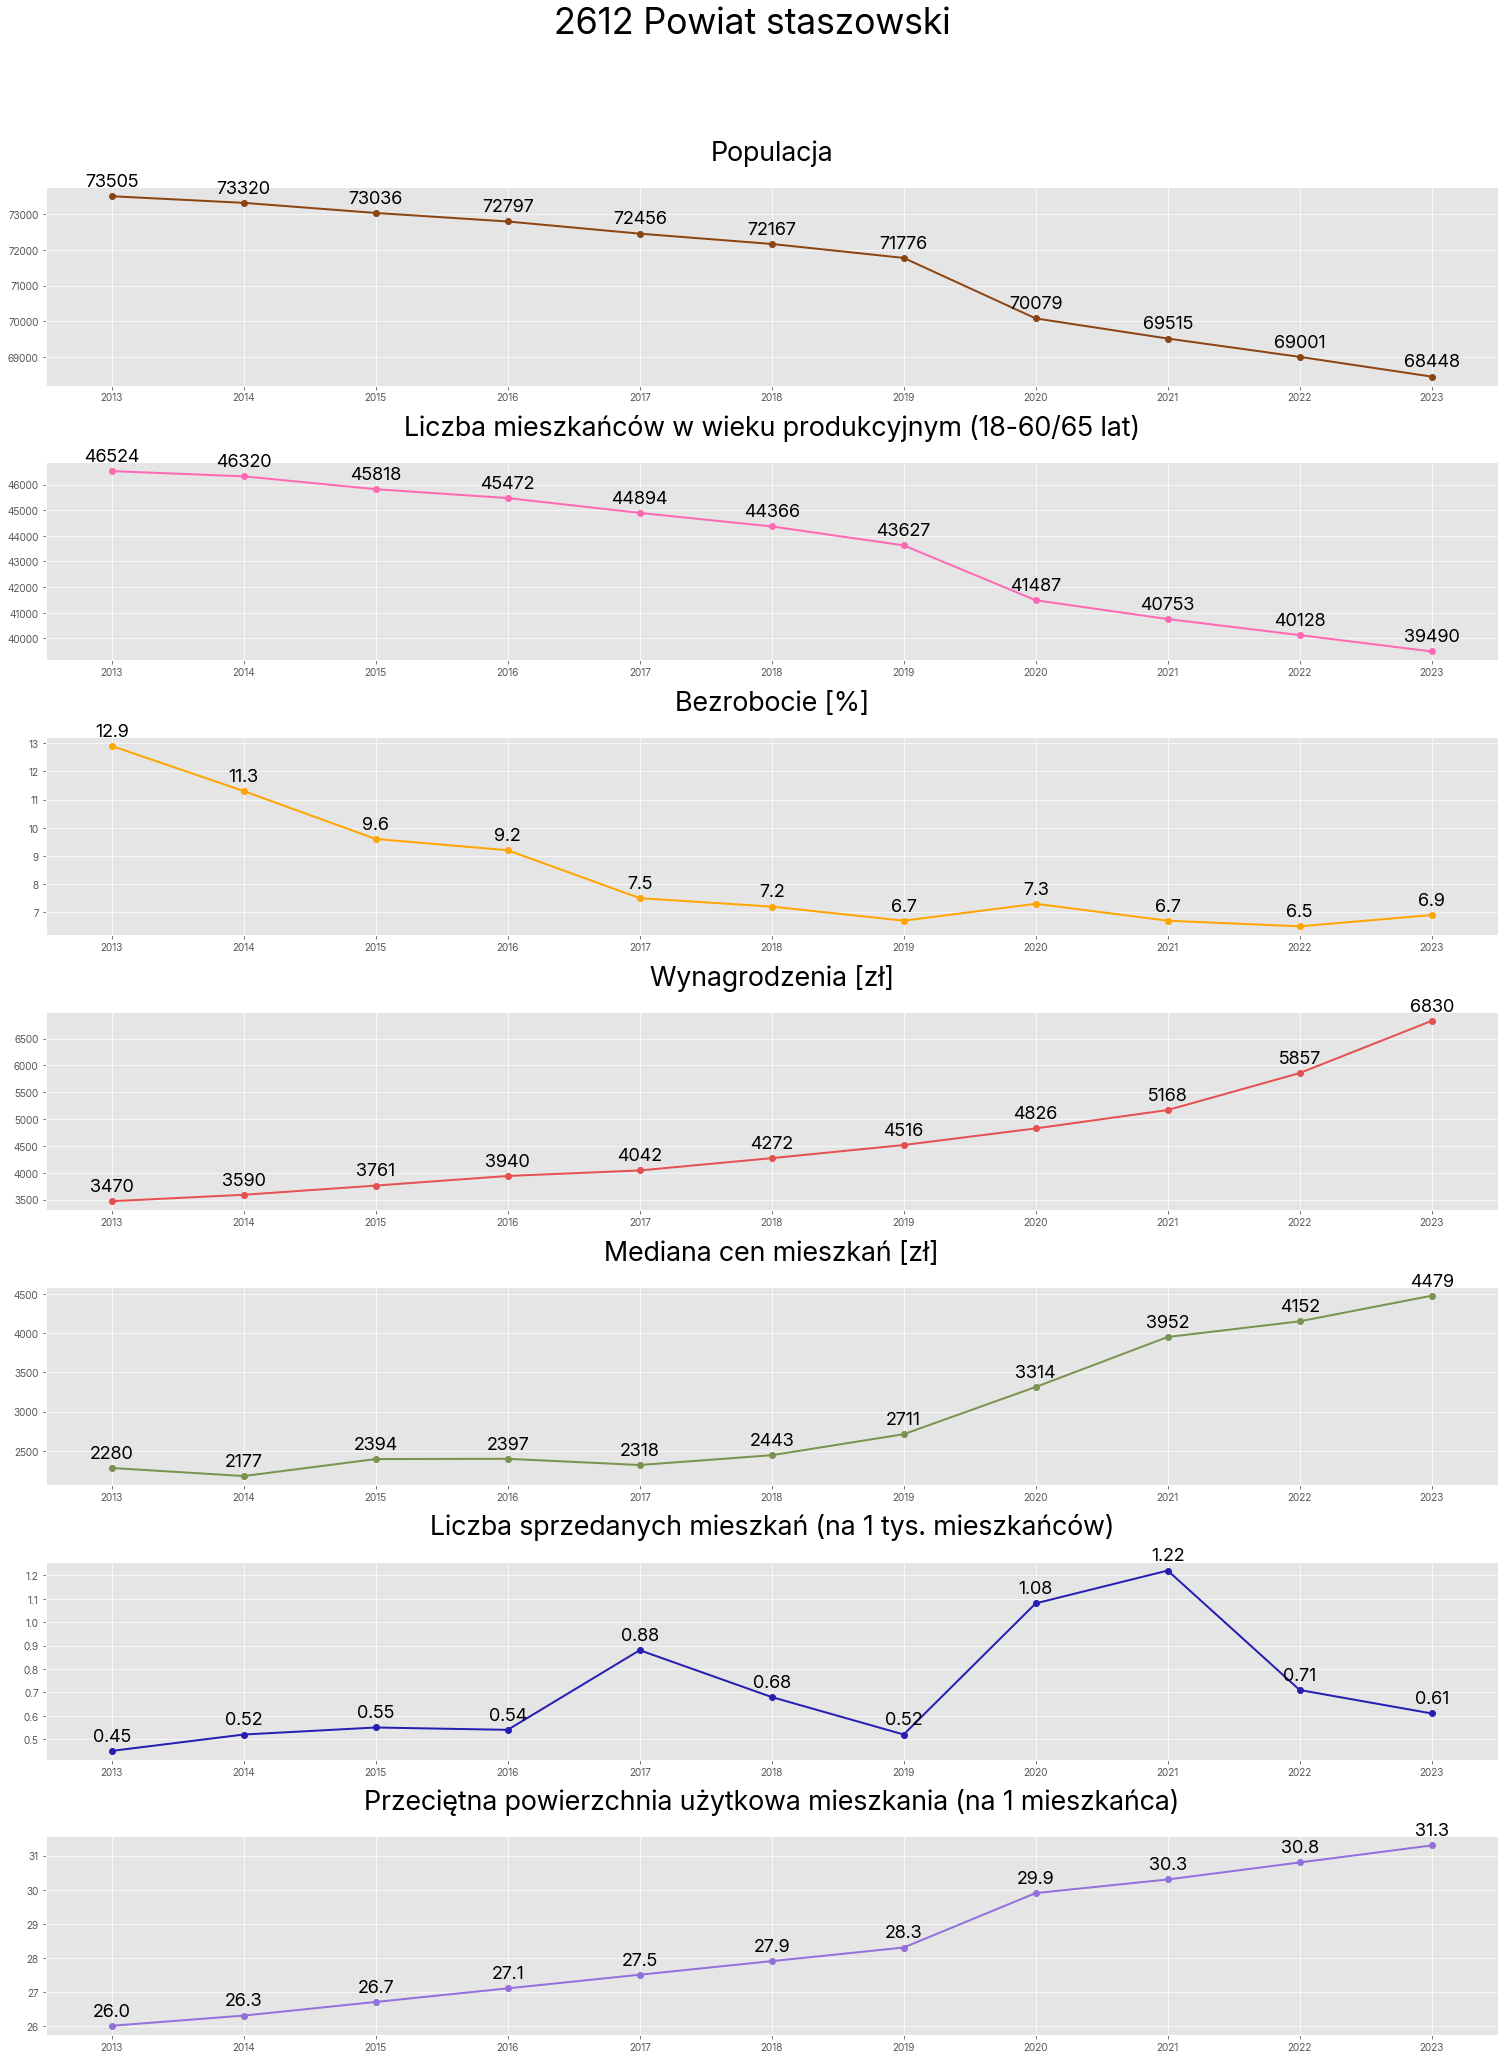 2612 Powiat staszowski
Populacja
73505 73320 73036 72797 72456 72167 71776 70079 69515 69001 68448
73000
72000
71000
70000
69000
2013 2014 2015 2016 2017 2018 2019 2020 2021 2022 2023
Liczba mieszkańców w wieku produkcyjnym (18-60/65 lat)
46524 46320 45818 45472 44894 44366 43627 41487 40753 40128 39490
46000
45000
44000
43000
42000
41000
40000
2013 2014 2015 2016 2017 2018 2019 2020 2021 2022 2023
Bezrobocie [%]
12.9 11.3 9.6 9.2 7.5 7.2 6.7 7.3 6.7 6.5 6.9
13
12
11
10
9
8
7
2013 2014 2015 2016 2017 2018 2019 2020 2021 2022 2023
Wynagrodzenia [zł]
3470 3590 3761 3940 4042 4272 4516 4826 5168 5857 6830
6500
6000
5500
5000
4500
4000
3500
2013 2014 2015 2016 2017 2018 2019 2020 2021 2022 2023
Mediana cen mieszkań [zł]
2280 2177 2394 2397 2318 2443 2711 3314 3952 4152 4479
4500
4000
3500
3000
2500
2013 2014 2015 2016 2017 2018 2019 2020 2021 2022 2023
Liczba sprzedanych mieszkań (na 1 tys. mieszkańców)
0.45 0.52 0.55 0.54 0.88 0.68 0.52 1.08 1.22 0.71 0.61
1.2
1.1
1.0
0.9
0.8
0.7
0.6
0.5
2013 2014 2015 2016 2017 2018 2019 2020 2021 2022 2023
Przeciętna powierzchnia użytkowa mieszkania (na 1 mieszkańca)
26.0 26.3 26.7 27.1 27.5 27.9 28.3 29.9 30.3 30.8 31.3
31
30
29
28
27
26
2013 2014 2015 2016 2017 2018 2019 2020 2021 2022 2023